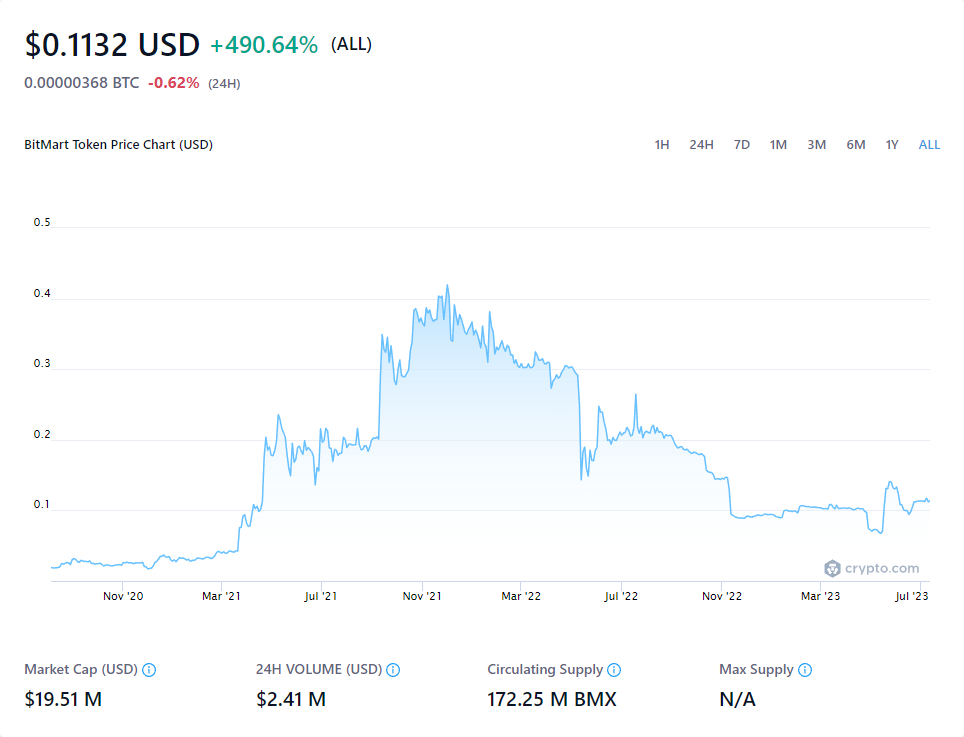 $0.1132 USD +490.64% (ALL)
0.00000368 BTC -0.62% (24H)
BitMart Token Price Chart (USD) 1H 24H 7D 1M 3M 6M 1Y ALL
0.5
0.4
0.3
0.2
0.1
crypto.com
Nov '20 Mar '21 Jul '21 Nov '21 Mar '22 Jul '22 Nov '22 Mar '23 Jul '23
Market Cap (USD) 24H VOLUME (USD) Circulating Supply Max Supply
$19.51 M $2.41 M 172.25 M BMX N/A